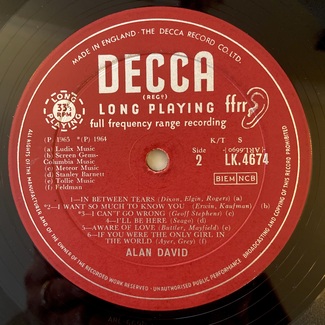 MADE IN ENGLAND · THE DECCA RECORD CO. LTD.
DECCA
(REGD)
LONG PLAYING
33⅓
RPM
LONG PLAYING
ffrr
full frequency range recording
(P) 1965 *(P) 1964
K/T S
(a) Ludix Music
(b) Screen Gems-
Columbia Music
(c) Meteor Music
(d) Stanley Barnett
(e) Tollie Music
(f) Feldman
Side
2
LK.4674
BIEM NCB
1—IN BETWEEN TEARS (Dixon, Elgin, Rogers) (a)
*2—I WANT SO MUCH TO KNOW YOU (Erwin, Kaufman) (b)
*3—I CAN'T GO WRONG (Geoff Stephens) (c)
4—I'LL BE HERE (Seago) (d)
5—AWARE OF LOVE (Buttler, Mayfield) (e)
6—IF YOU WERE THE ONLY GIRL IN
THE WORLD (Ayer, Grey) (f)
ALAN DAVID
ALL RIGHTS OF THE MANUFACTURER AND OF THE OWNER OF THE RECORDED WORK RESERVED · UNAUTHORISED PUBLIC PERFORMANCE BROADCASTING AND COPYING OF THIS RECORD PROHIBITED